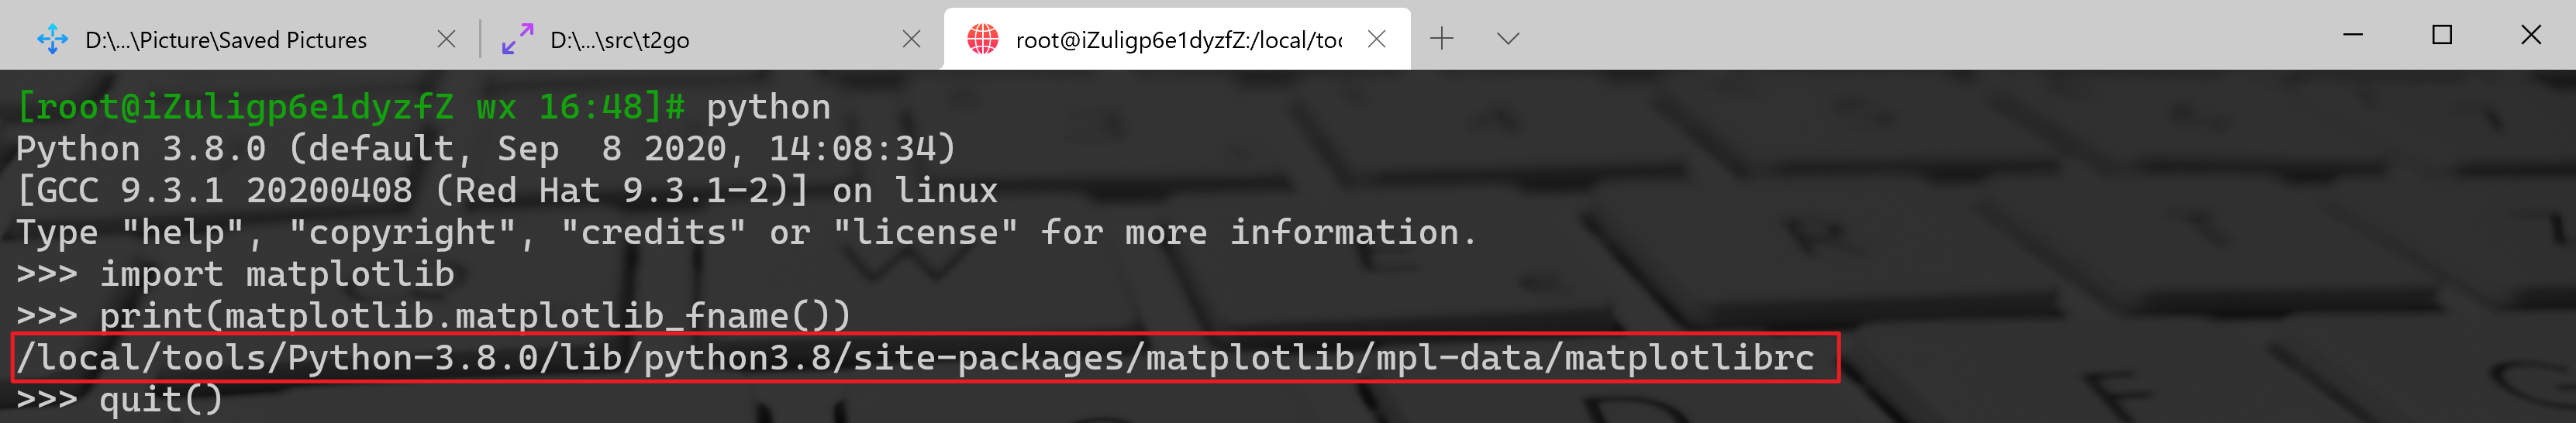 D:\...\Picture\Saved Pictures
D:\...\src\t2go
root@iZuligp6e1dyzfZ:/local/too
[root@iZuligp6e1dyzfZ wx 16:48]# python
Python 3.8.0 (default, Sep  8 2020, 14:08:34)
[GCC 9.3.1 20200408 (Red Hat 9.3.1-2)] on linux
Type "help", "copyright", "credits" or "license" for more information.
>>> import matplotlib
>>> print(matplotlib.matplotlib_fname())
/local/tools/Python-3.8.0/lib/python3.8/site-packages/matplotlib/mpl-data/matplotlibrc
>>> quit()